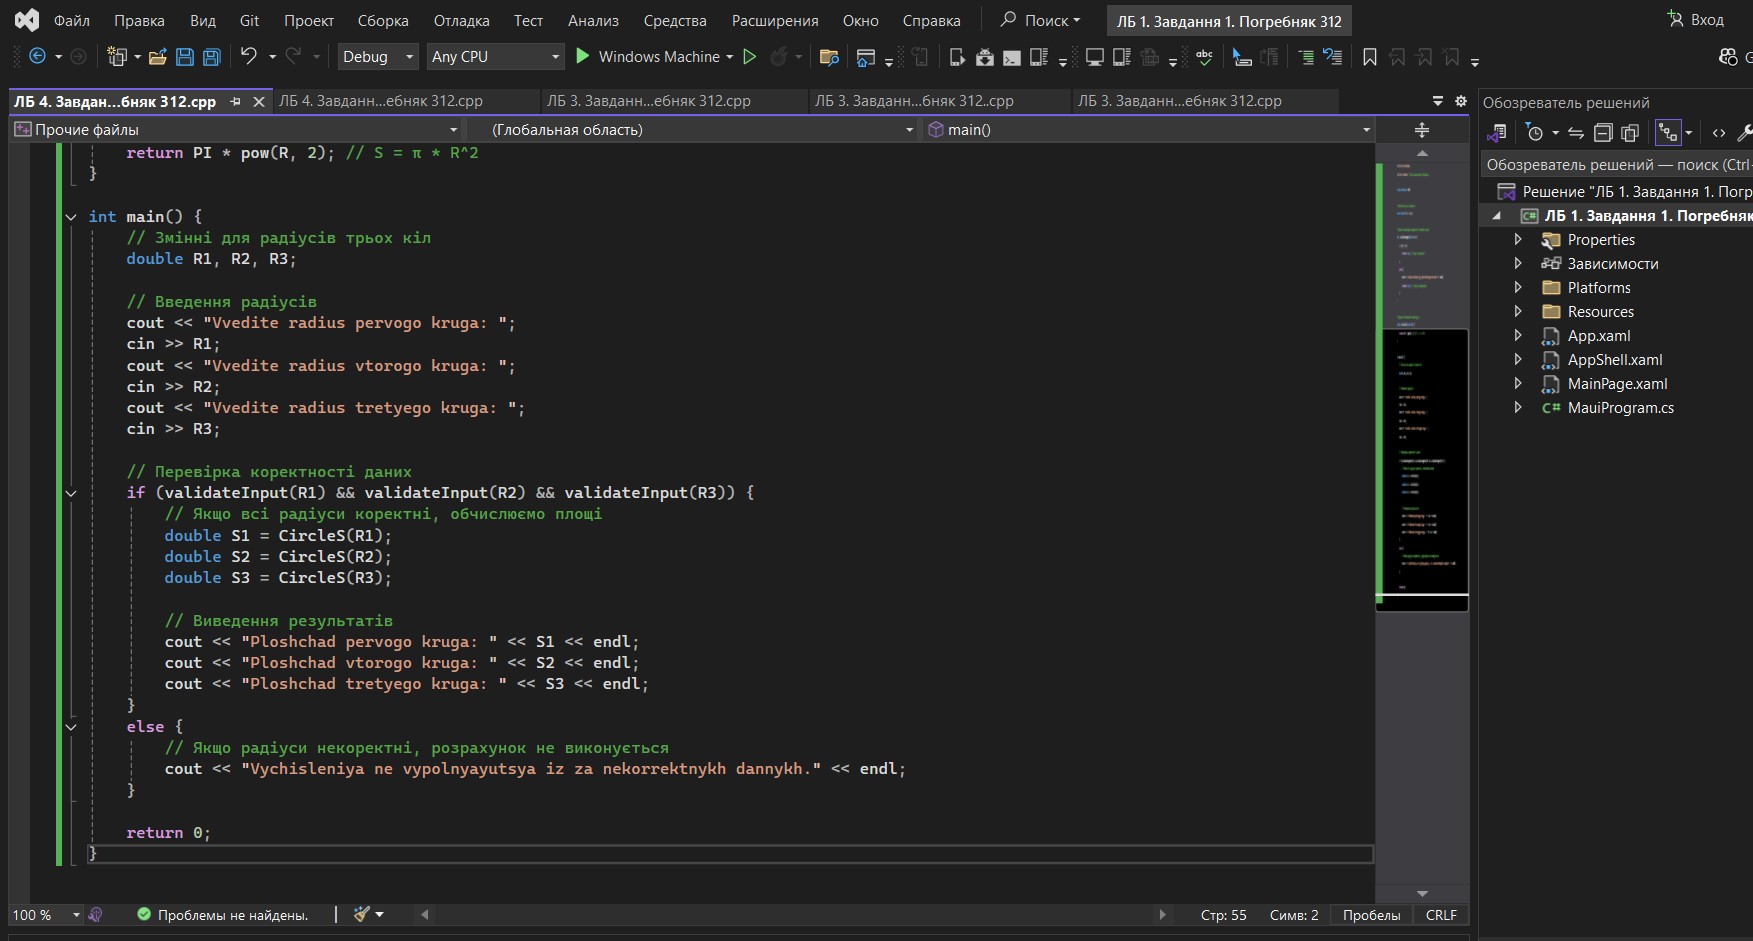 Файл Правка Вид Git Проект Сборка Отладка Тест Анализ Средства Расширения Окно Справка Поиск ЛБ 1. Завдання 1. Погребняк 312 Вход
Debug Any CPU Windows Machine abc
ЛБ 4. Завдан...бняк 312.cpp ЛБ 4. Завданн...ебняк 312.cpp ЛБ 3. Завданн...ебняк 312.cpp ЛБ 3. Завданн...бняк 312..cpp ЛБ 3. Завданн...ебняк 312.cpp
Прочие файлы (Глобальная область) main()
return PI * pow(R, 2); // S = π * R^2
}
int main() {
// Змінні для радіусів трьох кіл
double R1, R2, R3;
// Введення радіусів
cout << "Vvedite radius pervogo kruga: ";
cin >> R1;
cout << "Vvedite radius vtorogo kruga: ";
cin >> R2;
cout << "Vvedite radius tretyego kruga: ";
cin >> R3;
// Перевірка коректності даних
if (validateInput(R1) && validateInput(R2) && validateInput(R3)) {
// Якщо всі радіуси коректні, обчислюємо площі
double S1 = CircleS(R1);
double S2 = CircleS(R2);
double S3 = CircleS(R3);
// Виведення результатів
cout << "Ploshchad pervogo kruga: " << S1 << endl;
cout << "Ploshchad vtorogo kruga: " << S2 << endl;
cout << "Ploshchad tretyego kruga: " << S3 << endl;
}
else {
// Якщо радіуси некоректні, розрахунок не виконується
cout << "Vychisleniya ne vypolnyayutsya iz za nekorrektnykh dannykh." << endl;
}
return 0;
}
100 % Проблемы не найдены. Стр: 55 Симв: 2 Пробелы CRLF
Обозреватель решений
Обозреватель решений — поиск (Ctrl
Решение "ЛБ 1. Завдання 1. Погр
C# ЛБ 1. Завдання 1. Погребняк
Properties
Зависимости
Platforms
Resources
App.xaml
AppShell.xaml
MainPage.xaml
C# MauiProgram.cs